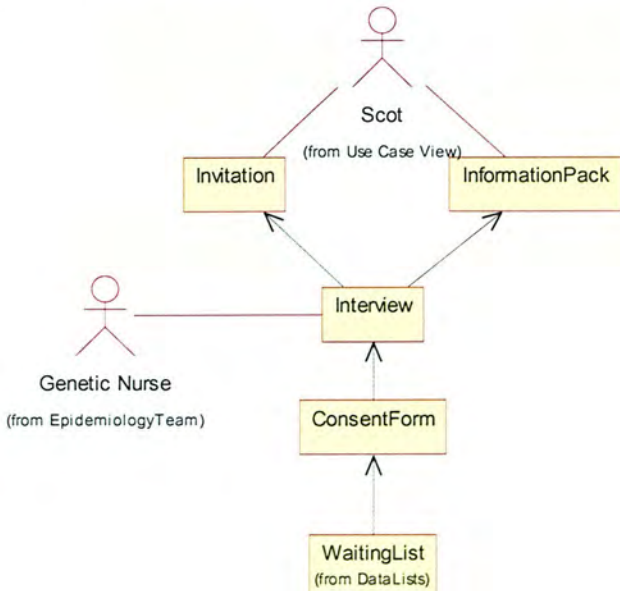 Scot
(from Use Case View)
Invitation
InformationPack
Interview
Genetic Nurse
(from EpidemiologyTeam)
ConsentForm
WaitingList
(from DataLists)